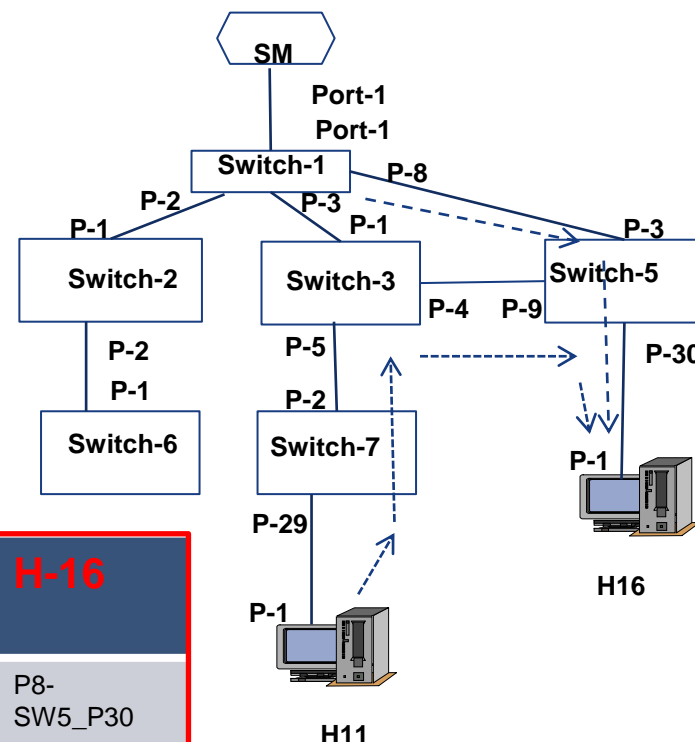 SM
Port-1
Port-1
Switch-1
P-8
P-2
P-3
P-1
P-1
P-3
Switch-2
Switch-3
Switch-5
P-4
P-9
P-2
P-5
P-30
P-1
P-2
Switch-6
Switch-7
P-1
P-29
H-16
H16
P-1
P8-
SW5_P30
H11